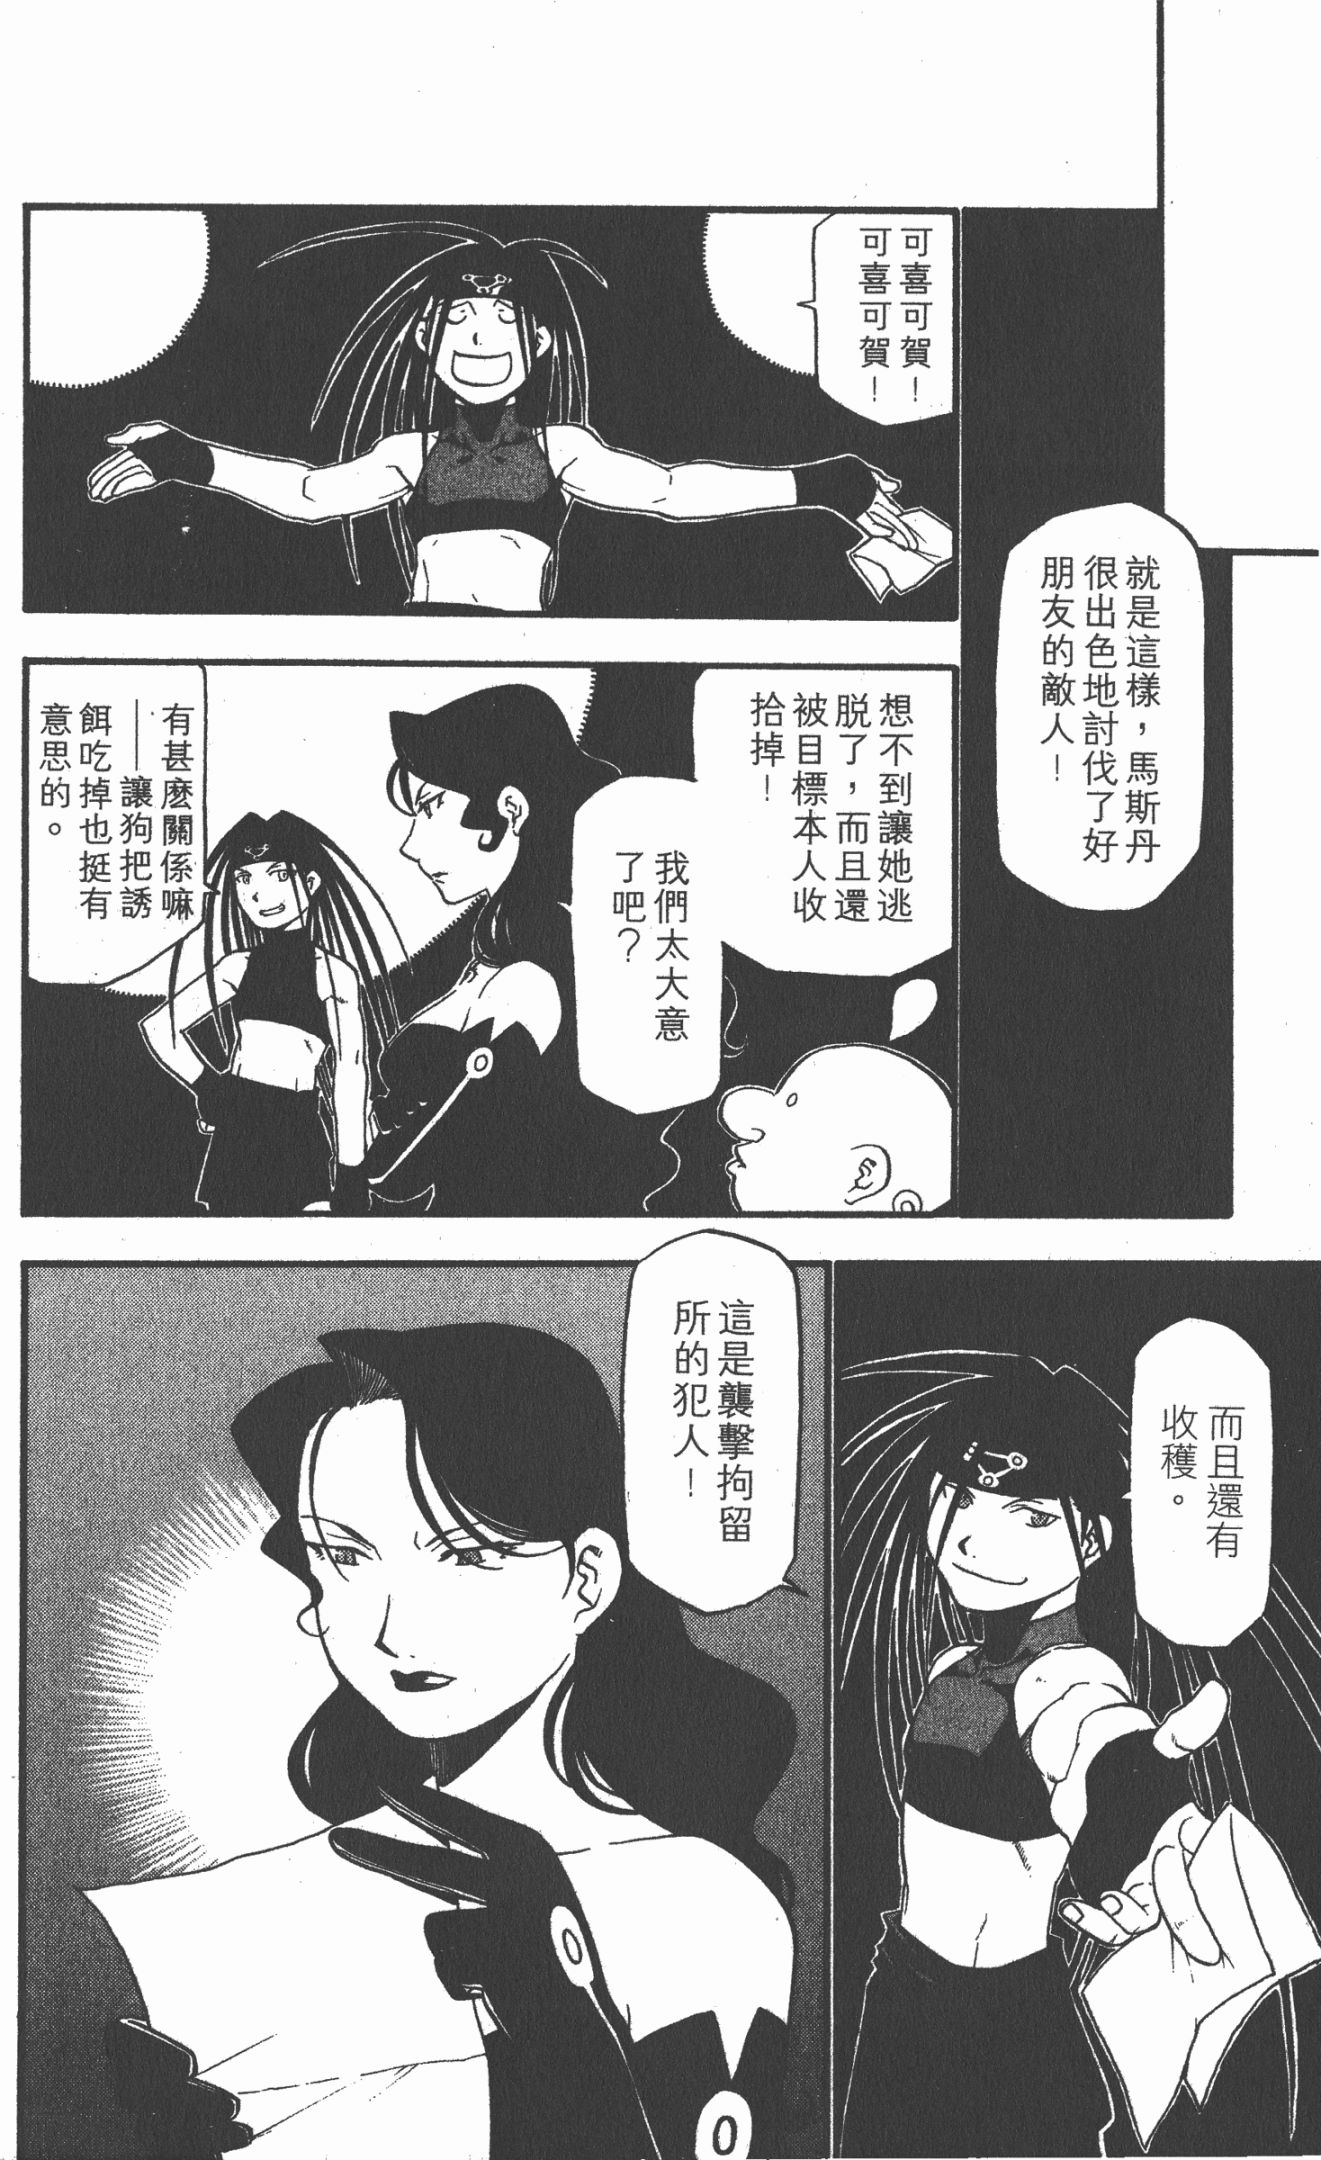 就是這樣，馬斯丹
很出色地討伐了好
朋友的敵人！
可喜可賀！
可喜可賀！
想不到讓她逃
脫了，而且還
被目標本人收
拾掉！
我們太大意
了吧？
有甚麼關係嘛
——讓狗把誘
餌吃掉也挺有
意思的。
而且還有
收穫。
這是襲擊拘留
所的犯人！